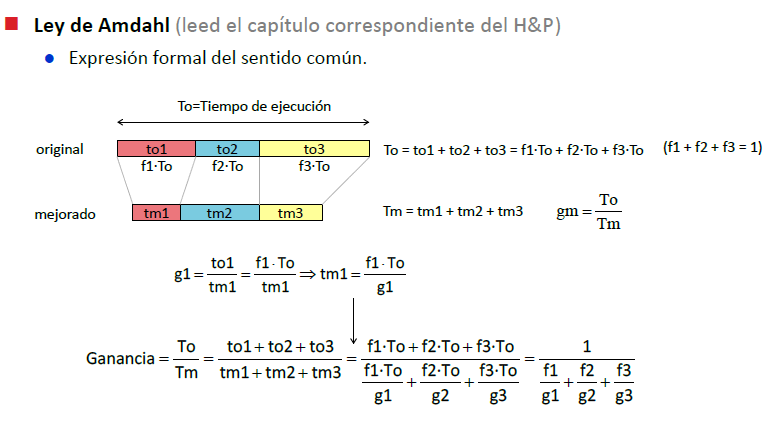 Ley de Amdahl (leed el capítulo correspondiente del H&P)
Expresión formal del sentido común.
To=Tiempo de ejecución
original to1 to2 to3 To = to1 + to2 + to3 = f1·To + f2·To + f3·To (f1 + f2 + f3 = 1)
f1·To f2·To f3·To
mejorado tm1 tm2 tm3 Tm = tm1 + tm2 + tm3 gm = To/Tm
g1 = to1/tm1 = f1·To/tm1 ⇒ tm1 = f1·To/g1
Ganancia = To/Tm = (to1 + to2 + to3)/(tm1 + tm2 + tm3) = (f1·To + f2·To + f3·To)/(f1·To/g1 + f2·To/g2 + f3·To/g3) = 1/(f1/g1 + f2/g2 + f3/g3)